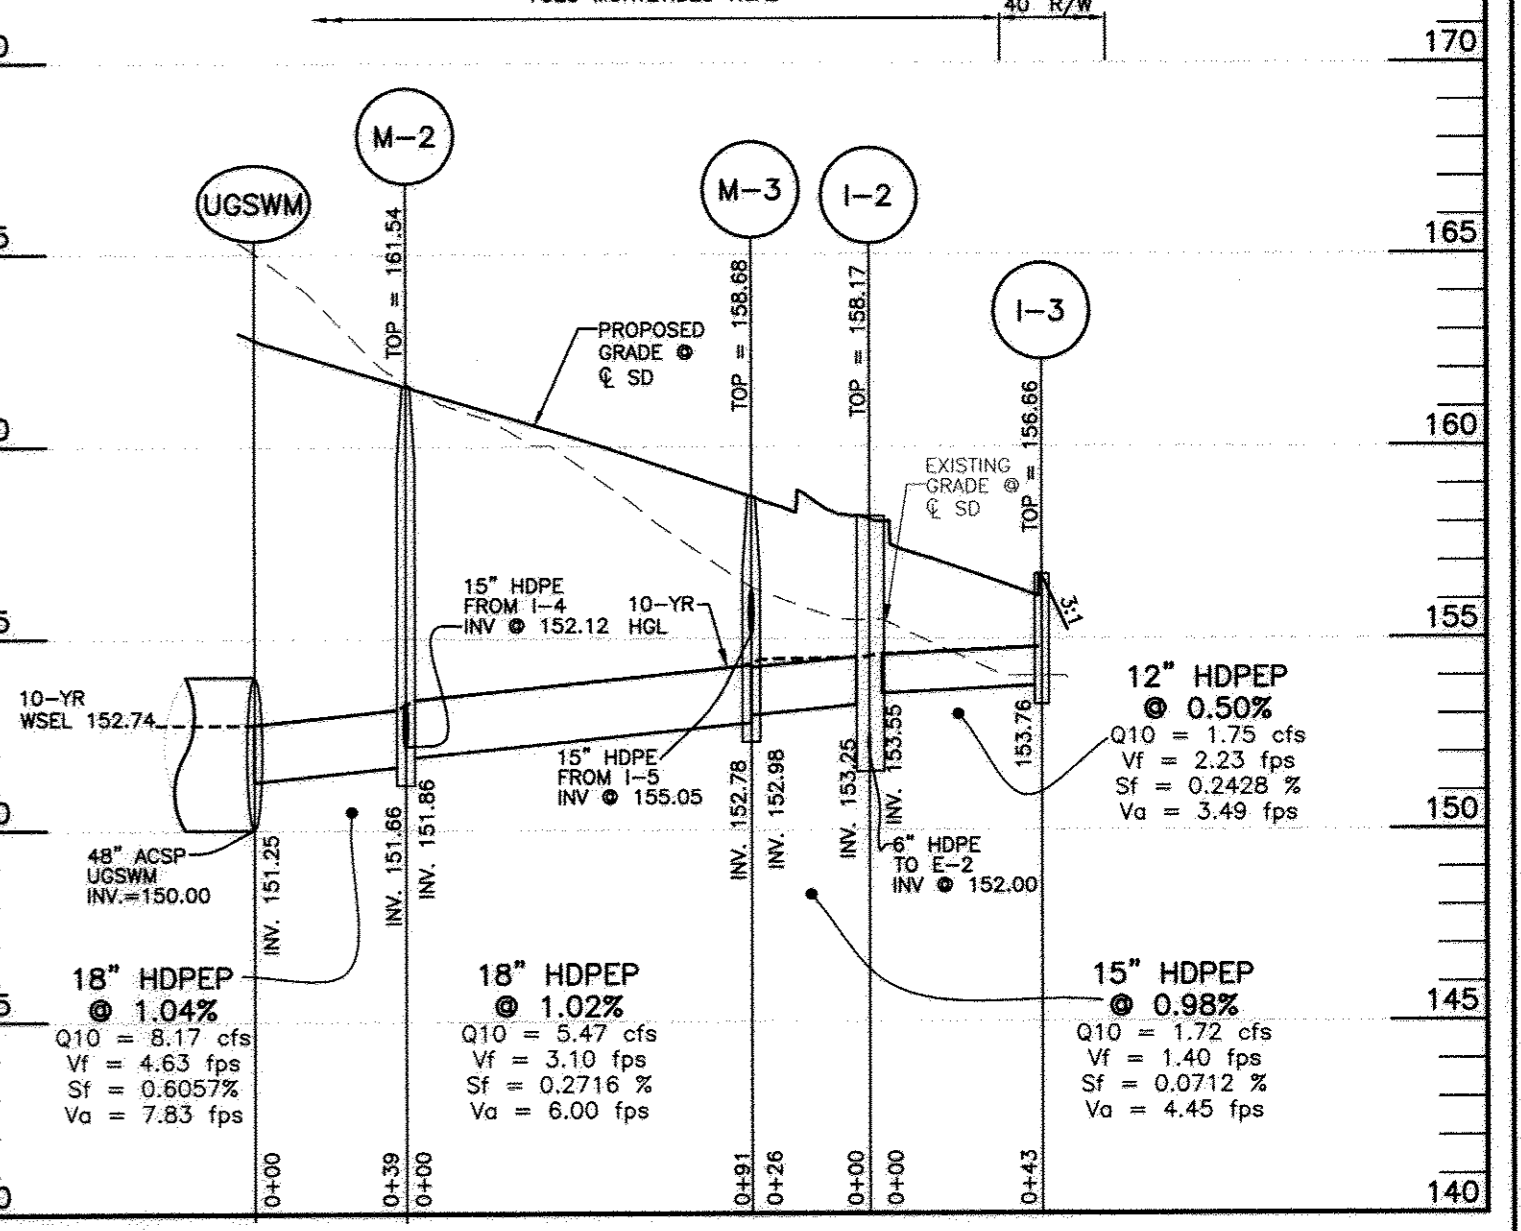 40' R/W
170
165
160
155
150
145
140
UGSWM
M-2
M-3
I-2
I-3
TOP = 161.54
TOP = 158.68
TOP = 158.17
TOP = 156.66
PROPOSED
GRADE @
℄ SD
EXISTING
GRADE @
℄ SD
3:1
15" HDPE
FROM I-4
INV @ 152.12
10-YR
HGL
10-YR
WSEL 152.74
15" HDPE
FROM I-5
INV @ 155.05
48" ACSP
UGSWM
INV.=150.00
6" HDPE
TO E-2
INV @ 152.00
INV. 151.25
INV. 151.66
INV. 151.86
INV. 152.78
INV. 152.98
INV. 153.25
INV. 153.55
153.76
12" HDPEP
@ 0.50%
Q10 = 1.75 cfs
Vf = 2.23 fps
Sf = 0.2428 %
Va = 3.49 fps
18" HDPEP
@ 1.04%
Q10 = 8.17 cfs
Vf = 4.63 fps
Sf = 0.6057%
Va = 7.83 fps
18" HDPEP
@ 1.02%
Q10 = 5.47 cfs
Vf = 3.10 fps
Sf = 0.2716 %
Va = 6.00 fps
15" HDPEP
@ 0.98%
Q10 = 1.72 cfs
Vf = 1.40 fps
Sf = 0.0712 %
Va = 4.45 fps
0+00
0+39
0+00
0+91
0+26
0+00
0+00
0+43